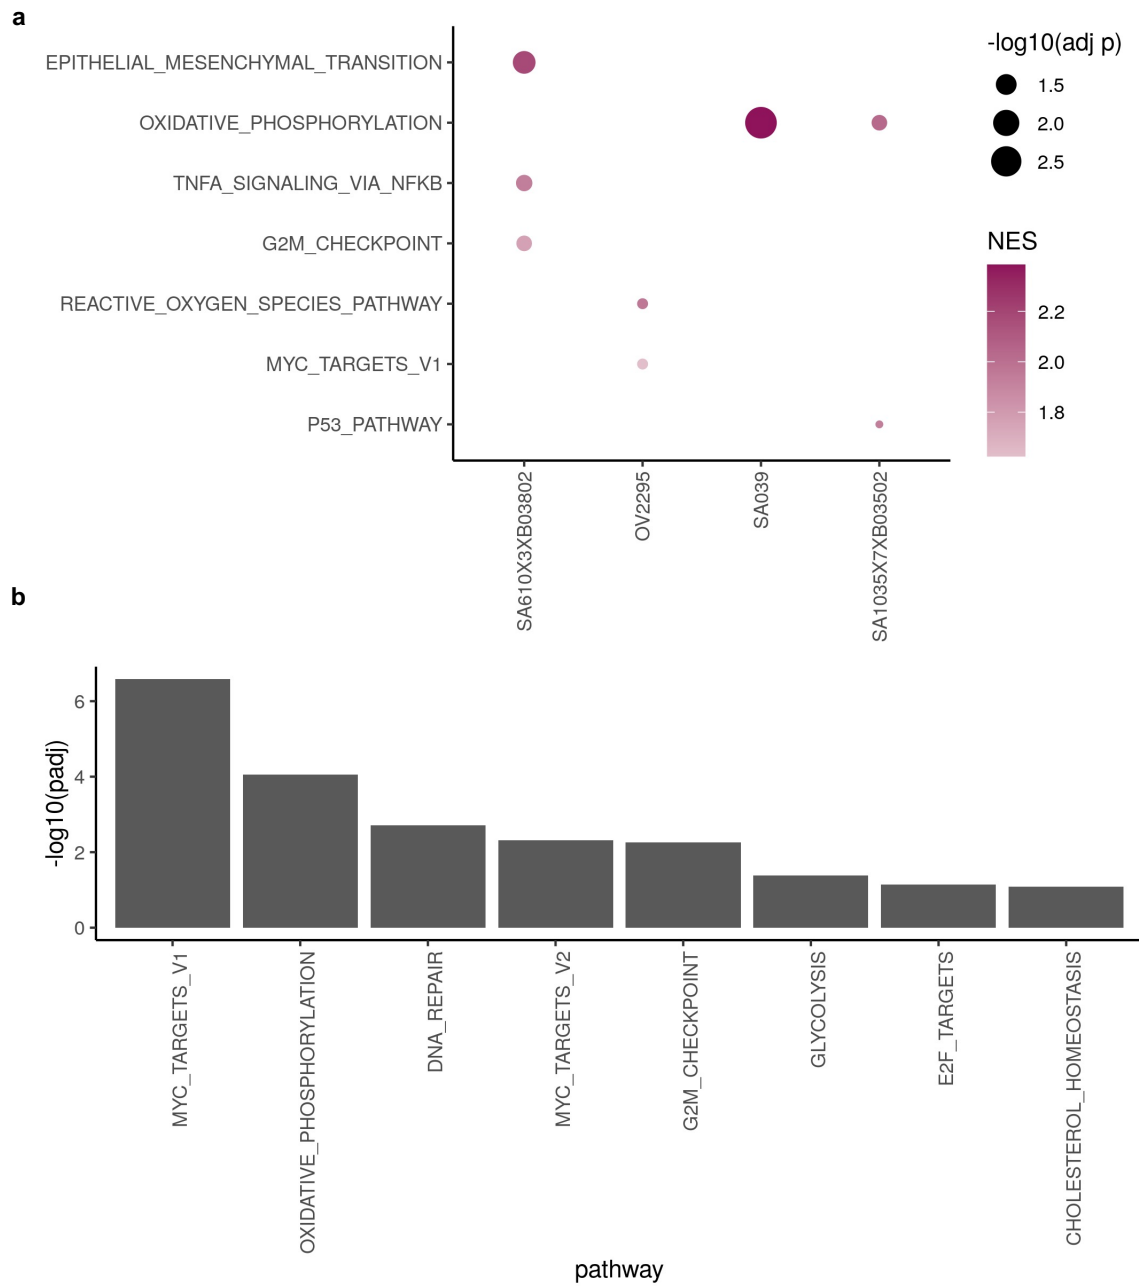 a
EPITHELIAL_MESENCHYMAL_TRANSITION
OXIDATIVE_PHOSPHORYLATION
TNFA_SIGNALING_VIA_NFKB
G2M_CHECKPOINT
REACTIVE_OXYGEN_SPECIES_PATHWAY
MYC_TARGETS_V1
P53_PATHWAY
SA610X3XB03802
OV2295
SA039
SA1035X7XB03502
-log10(adj p)
1.5
2.0
2.5
NES
2.2
2.0
1.8
b
-log10(padj)
6
4
2
0
MYC_TARGETS_V1
OXIDATIVE_PHOSPHORYLATION
DNA_REPAIR
MYC_TARGETS_V2
G2M_CHECKPOINT
GLYCOLYSIS
E2F_TARGETS
CHOLESTEROL_HOMEOSTASIS
pathway